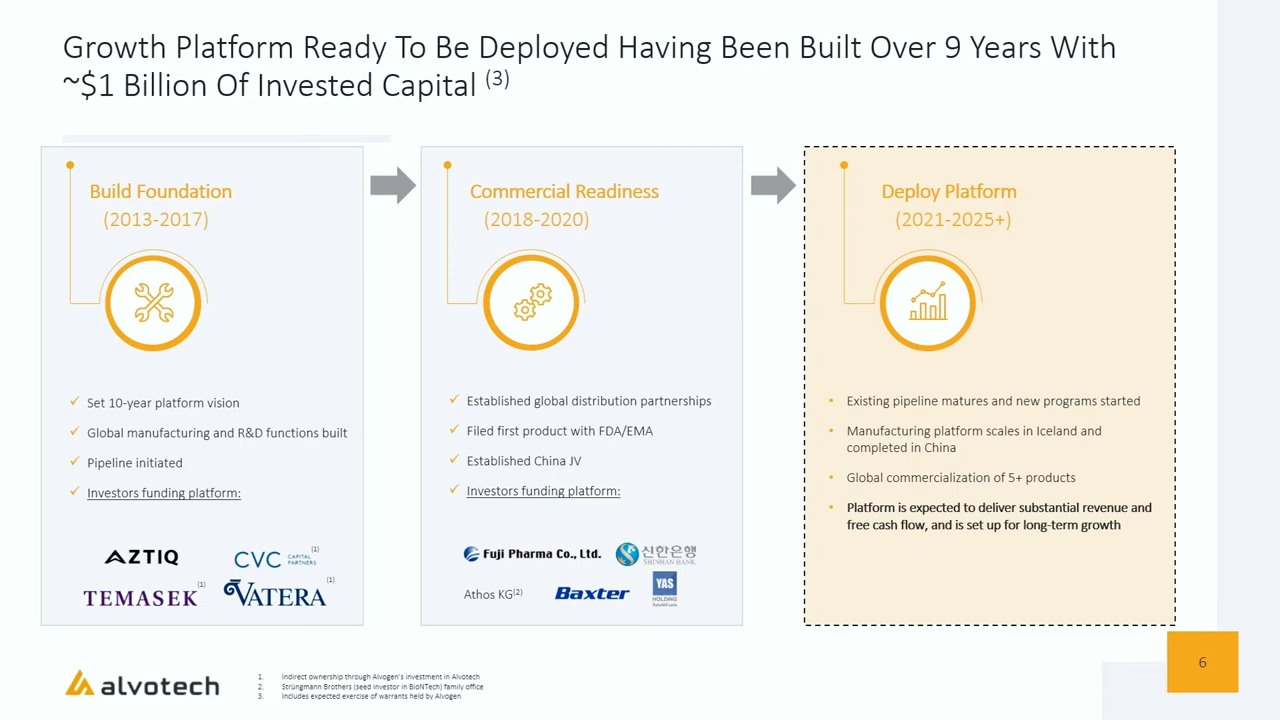 Growth Platform Ready To Be Deployed Having Been Built Over 9 Years With
~$1 Billion Of Invested Capital (3)
Build Foundation
(2013-2017)
✓ Set 10-year platform vision
✓ Global manufacturing and R&D functions built
✓ Pipeline initiated
✓ Investors funding platform:
AZTIQ
CVC CAPITAL PARTNERS (1)
TEMASEK (1)
VATERA (1)
Commercial Readiness
(2018-2020)
✓ Established global distribution partnerships
✓ Filed first product with FDA/EMA
✓ Established China JV
✓ Investors funding platform:
Fuji Pharma Co., Ltd.
신한은행
SHINHAN BANK
Athos KG(2)
Baxter
YAS
HOLDING
Deploy Platform
(2021-2025+)
• Existing pipeline matures and new programs started
• Manufacturing platform scales in Iceland and
completed in China
• Global commercialization of 5+ products
• Platform is expected to deliver substantial revenue and
free cash flow, and is set up for long-term growth
alvotech
1. Indirect ownership through Alvogen's investment in Alvotech
2. Strüngmann Brothers (seed investor in BioNTech) family office
3. Includes expected exercise of warrants held by Alvogen
6